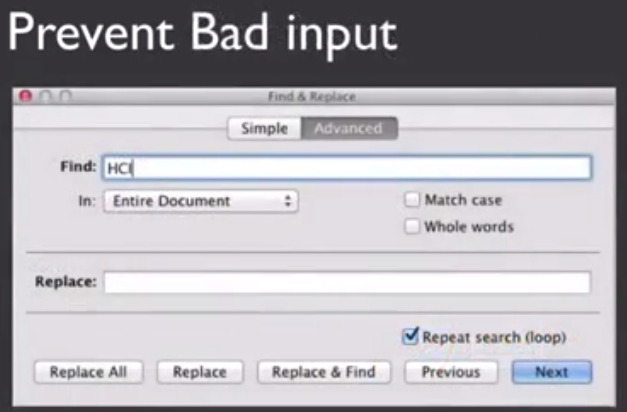 Prevent Bad input
Find & Replace
Simple Advanced
Find: HCI
In: Entire Document
Match case
Whole words
Replace:
Repeat search (loop)
Replace All Replace Replace & Find Previous Next